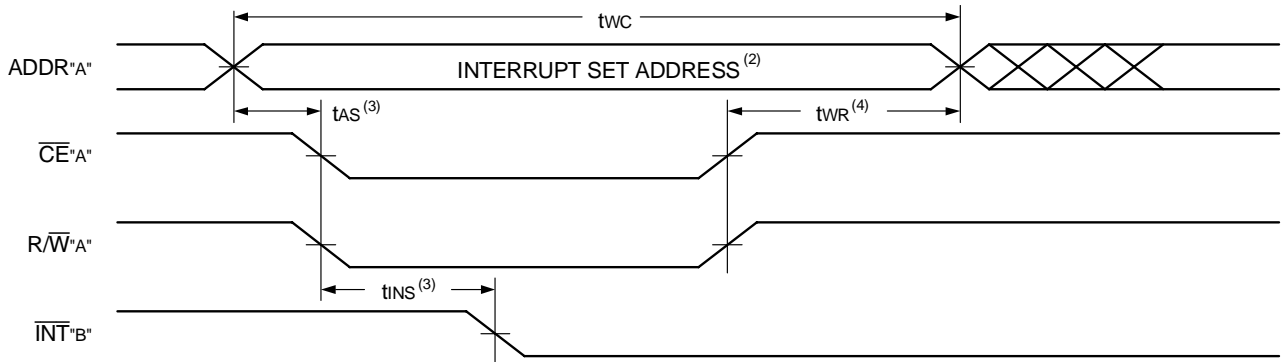 tWC
ADDR"A"
INTERRUPT SET ADDRESS(2)
tAS(3)
tWR(4)
CE"A"
R/W"A"
tINS(3)
INT"B"